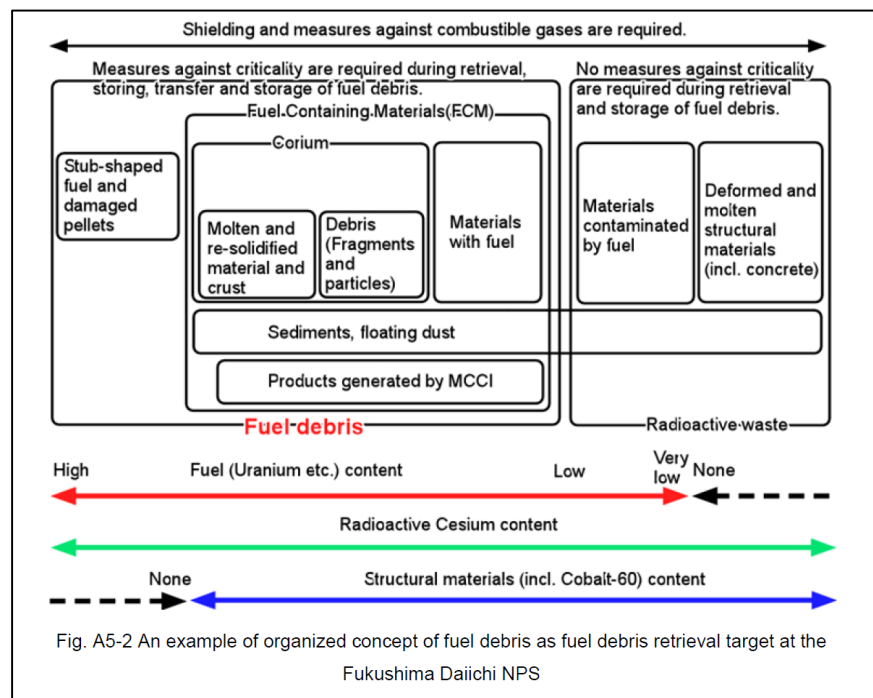 Shielding and measures against combustible gases are required.
Measures against criticality are required during retrieval,
storing, transfer and storage of fuel debris.
No measures against criticality
are required during retrieval
and storage of fuel debris.
Fuel Containing Materials(FCM)
Corium
Stub-shaped
fuel and
damaged
pellets
Molten and
re-solidified
material and
crust
Debris
(Fragments
and
particles)
Materials
with fuel
Materials
contaminated
by fuel
Deformed and
molten
structural
materials
(incl. concrete)
Sediments, floating dust
Products generated by MCCI
Fuel debris
Radioactive waste
High
Fuel (Uranium etc.) content
Low
Very
low
None
Radioactive Cesium content
None
Structural materials (incl. Cobalt-60) content
Fig. A5-2 An example of organized concept of fuel debris as fuel debris retrieval target at the
Fukushima Daiichi NPS